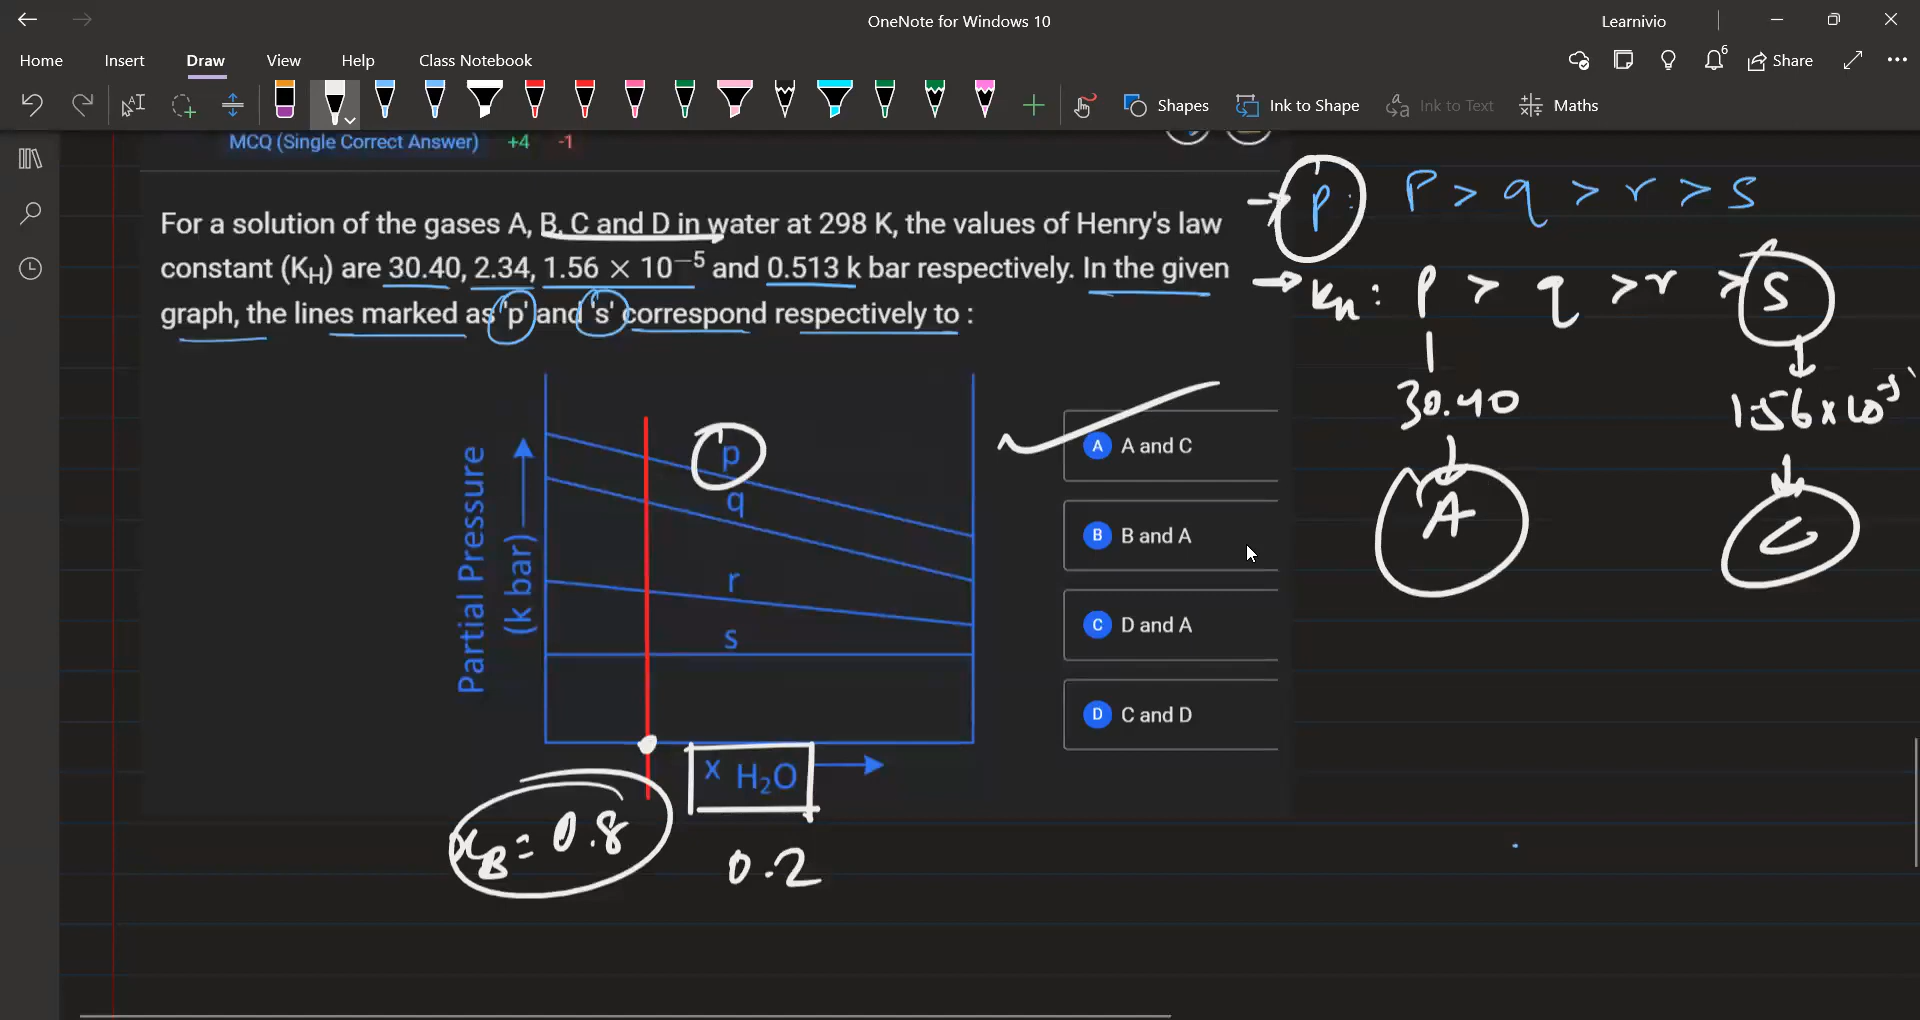 OneNote for Windows 10
Learnivio
Home Insert Draw View Help Class Notebook
6
Share
Shapes Ink to Shape Ink to Text Maths
MCQ (Single Correct Answer) +4 -1
For a solution of the gases A, B, C and D in water at 298 K, the values of Henry's law
constant (K_H) are 30.40, 2.34, 1.56 × 10⁻⁵ and 0.513 k bar respectively. In the given
graph, the lines marked as 'p' and 's' correspond respectively to :
Partial Pressure
(k bar)
p
q
r
s
x H₂O
A A and C
B B and A
C D and A
D C and D
x_B = 0.8
0.2
p : P > q > r > s
K_H : p > q > r > s
30.40
1.56 × 10⁻⁵
A
C